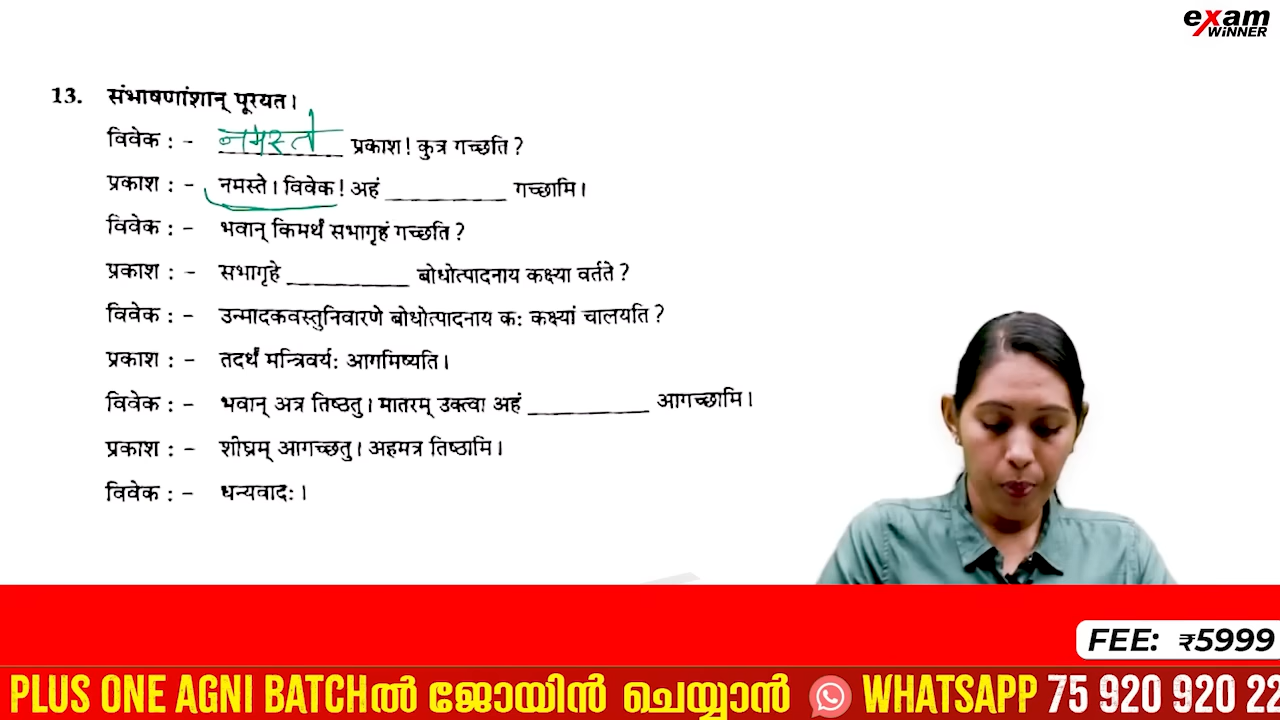 exam
WiNNER
13. संभाषणांशान् पूरयत।
विवेक : - नमस्ते प्रकाश! कुत्र गच्छति ?
प्रकाश : - नमस्ते। विवेक! अहं __________ गच्छामि।
विवेक : - भवान् किमर्थं सभागृहं गच्छति ?
प्रकाश : - सभागृहे __________ बोधोत्पादनाय कक्ष्या वर्तते ?
विवेक : - उन्मादकवस्तुनिवारणे बोधोत्पादनाय क: कक्ष्यां चालयति ?
प्रकाश : - तदर्थं मन्त्रिवर्य: आगमिष्यति।
विवेक : - भवान् अत्र तिष्ठतु। मातरम् उक्त्वा अहं __________ आगच्छामि।
प्रकाश : - शीघ्रम् आगच्छतु। अहमत्र तिष्ठामि।
विवेक : - धन्यवाद:।
FEE: ₹5999
PLUS ONE AGNI BATCHൽ ജോയിൻ ചെയ്യാൻ WHATSAPP 75 920 920 22